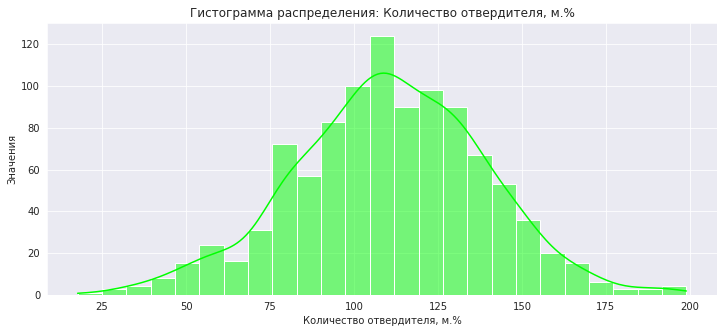 Гистограмма распределения: Количество отвердителя, м.%
Значения
120
100
80
60
40
20
0
25 50 75 100 125 150 175 200
Количество отвердителя, м.%